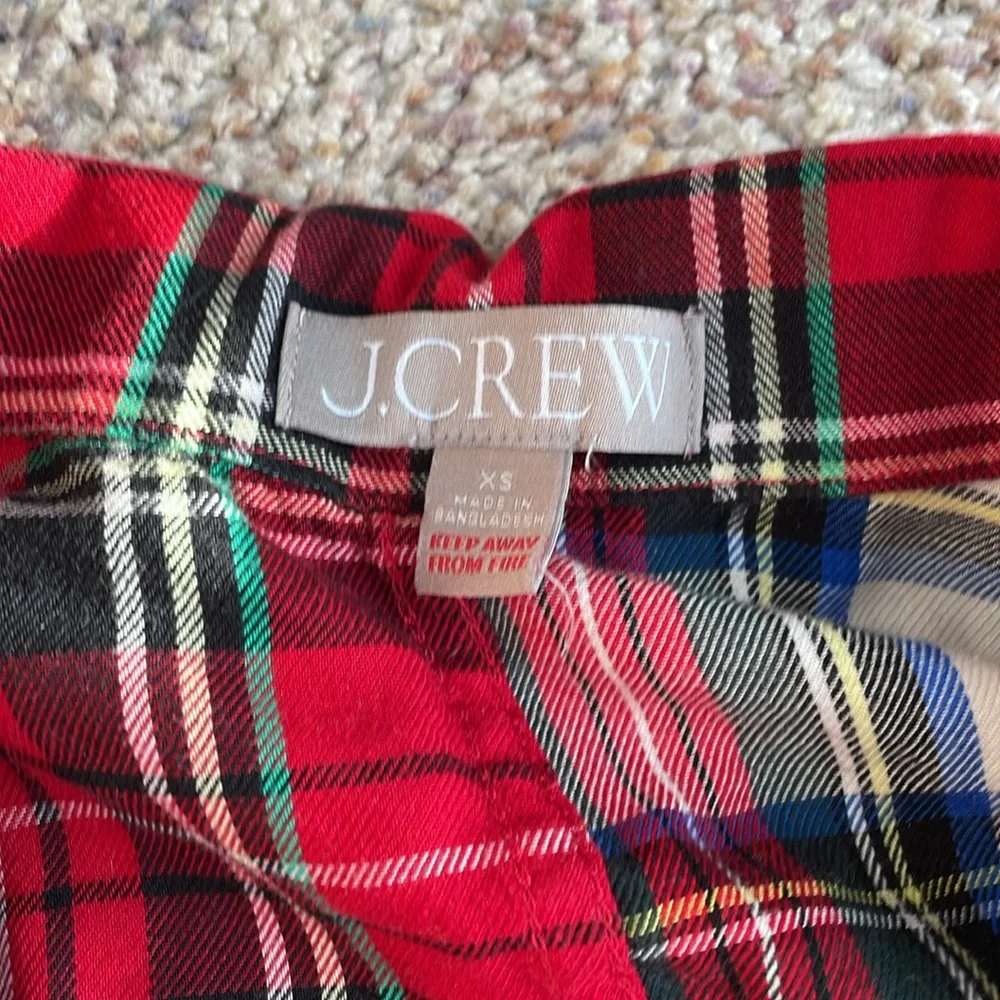 J.CREW
XS
MADE IN
BANGLADESH
KEEP AWAY
FROM FIRE